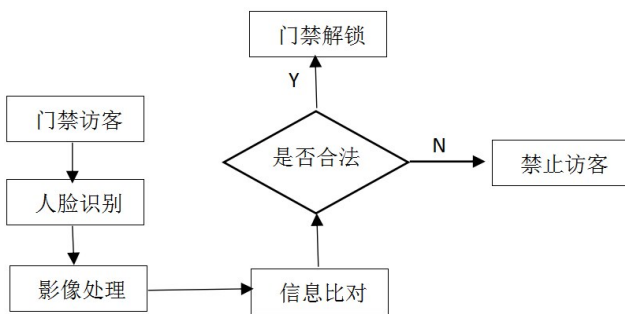 门禁解锁
Y
门禁访客
是否合法
N
禁止访客
人脸识别
影像处理
信息比对